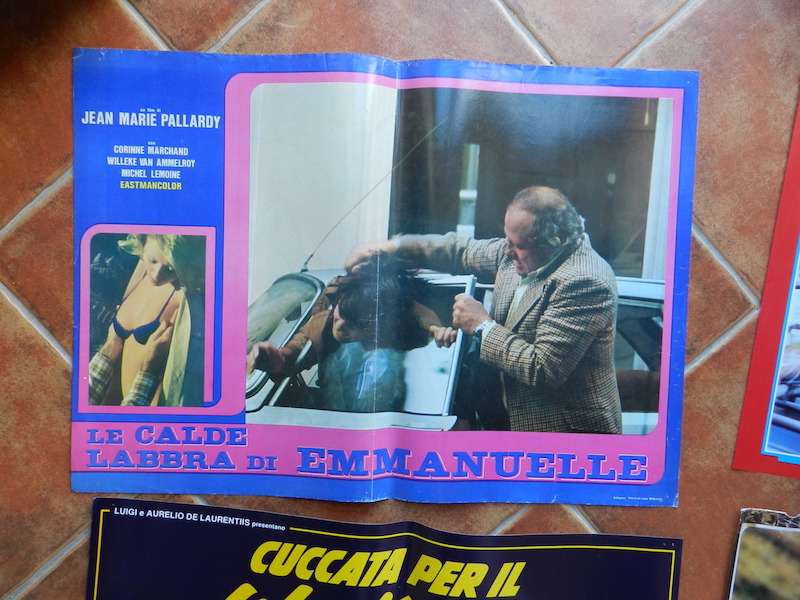 un film di
JEAN MARIE PALLARDY
con
CORINNE MARCHAND
WILLEKE VAN AMMELROY
MICHEL LEMOINE
EASTMANCOLOR
LE CALDE
LABBRA DI EMMANUELLE
LUIGI e AURELIO DE LAURENTIIS presentano
CUCCATA PER IL